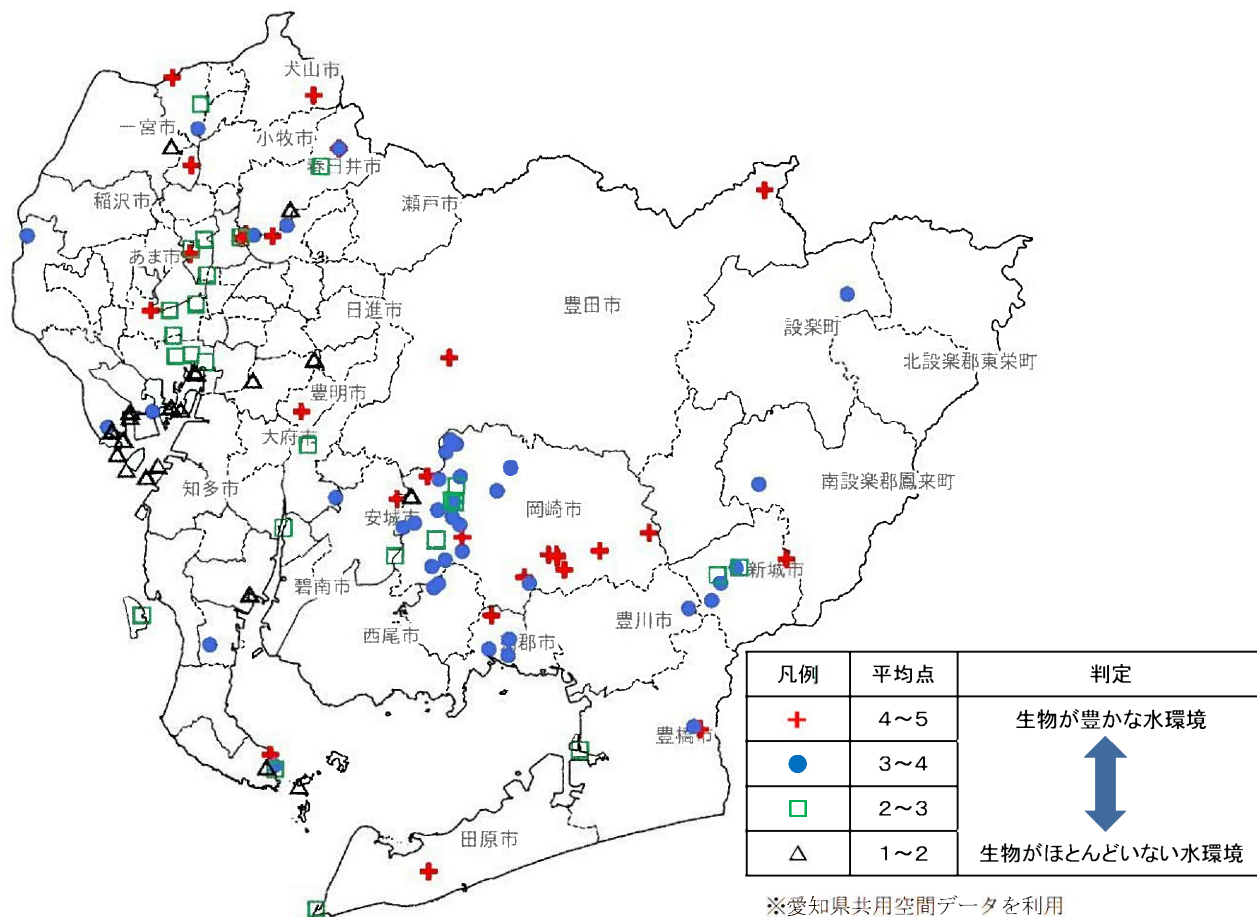 犬山市
一宮市
小牧市
春日井市
稲沢市
瀬戸市
あま市
日進市
豊田市
設楽町
北設楽郡東栄町
豊明市
大府市
知多市
安城市
岡崎市
南設楽郡鳳来町
新城市
碧南市
西尾市
豊川市
郡市
豊橋市
田原市
凡例 平均点 判定
4～5 生物が豊かな水環境
3～4
2～3
1～2 生物がほとんどいない水環境
※愛知県共用空間データを利用